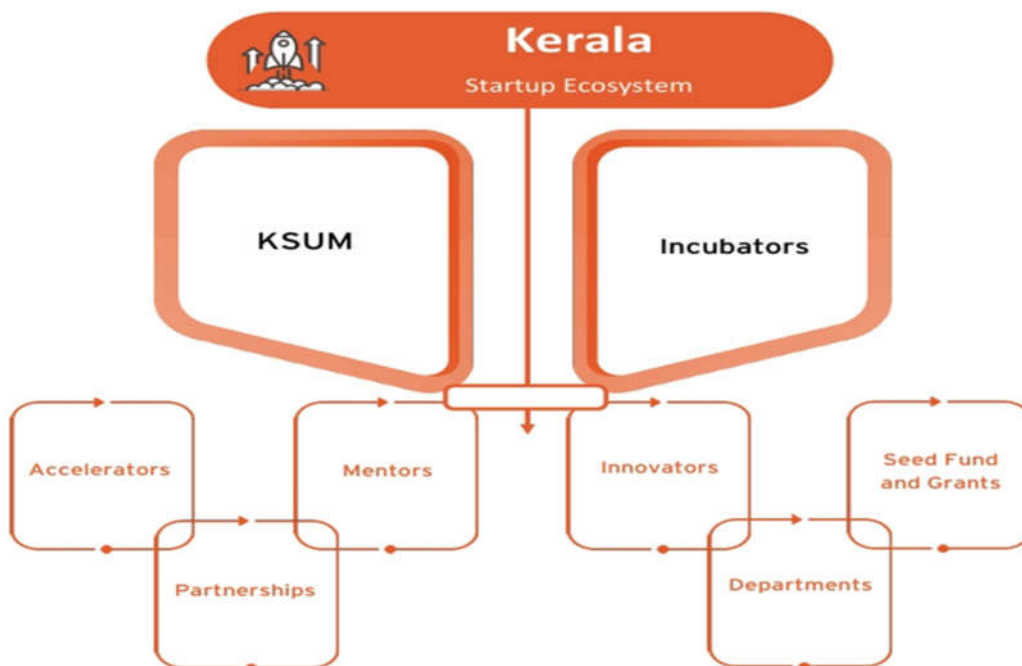 Kerala
Startup Ecosystem
KSUM
Incubators
Accelerators
Mentors
Innovators
Seed Fund
and Grants
Partnerships
Departments